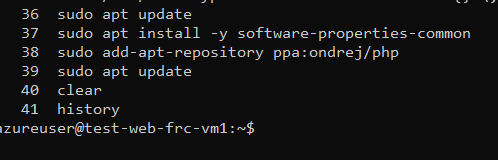 36 sudo apt update
37 sudo apt install -y software-properties-common
38 sudo add-apt-repository ppa:ondrej/php
39 sudo apt update
40 clear
41 history
azureuser@test-web-frc-vm1:~$